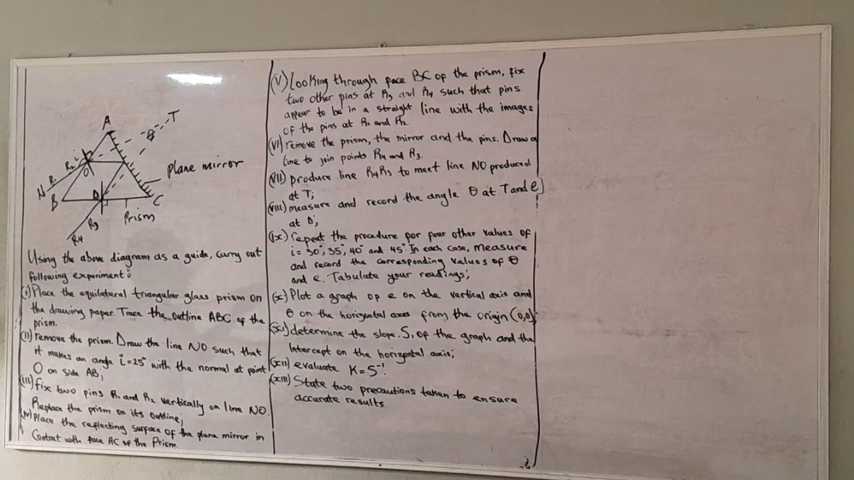 A
T
θ
i
R₂
R₁
O
N
plane mirror
B
D
C
R₃
Prism
R₄
Using the above diagram as a guide, carry out
following experiment:
(i) Place the equilateral triangular glass prism on
the drawing paper. Trace the outline ABC of the
prism.
(ii) remove the prism. Draw the line NO such that
it makes an angle i=25° with the normal at point
O on side AB;
(iii) fix two pins P₁ and P₂ vertically on line NO.
Replace the prism on its outline;
(iv) Place the reflecting surface of the plane mirror in
Contact with face AC of the Prism.
(v) Looking through face BC of the prism, fix
two other pins at P₃ and P₄ such that pins
appear to be in a straight line with the images
of the pins at P₁ and P₂.
(vi) remove the prism, the mirror and the pins. Draw a
line to join points P₄ and P₃.
(vii) produce line P₄P₃ to meet line NO produced
at T;
(viii) measure and record the angle θ at T and e
at D;
(ix) repeat the procedure for four other values of
i = 30°, 35°, 40° and 45°. In each case, measure
and record the corresponding values of θ
and e. Tabulate your readings;
(x) Plot a graph of e on the vertical axis and
θ on the horizontal axis from the origin (0,0)
(xi) determine the slope, S, of the graph and the
Intercept on the horizontal axis;
(xii) evaluate K = S⁻¹
(xiii) State two precautions taken to ensure
accurate results.